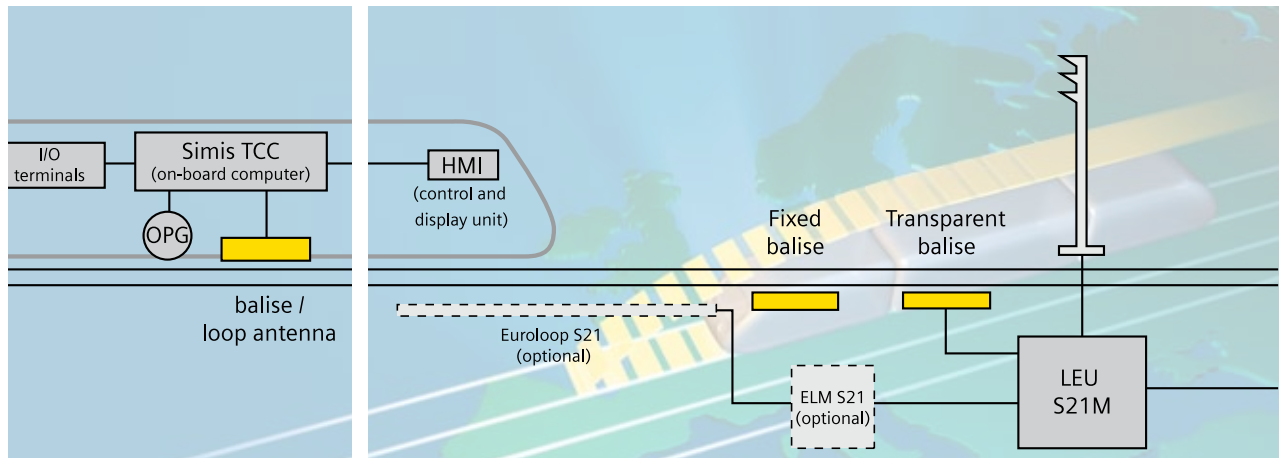 I/O
terminals
Simis TCC
(on-board computer)
OPG
balise /
loop antenna
HMI
(control and
display unit)
Fixed
balise
Transparent
balise
Euroloop S21
(optional)
ELM S21
(optional)
LEU
S21M